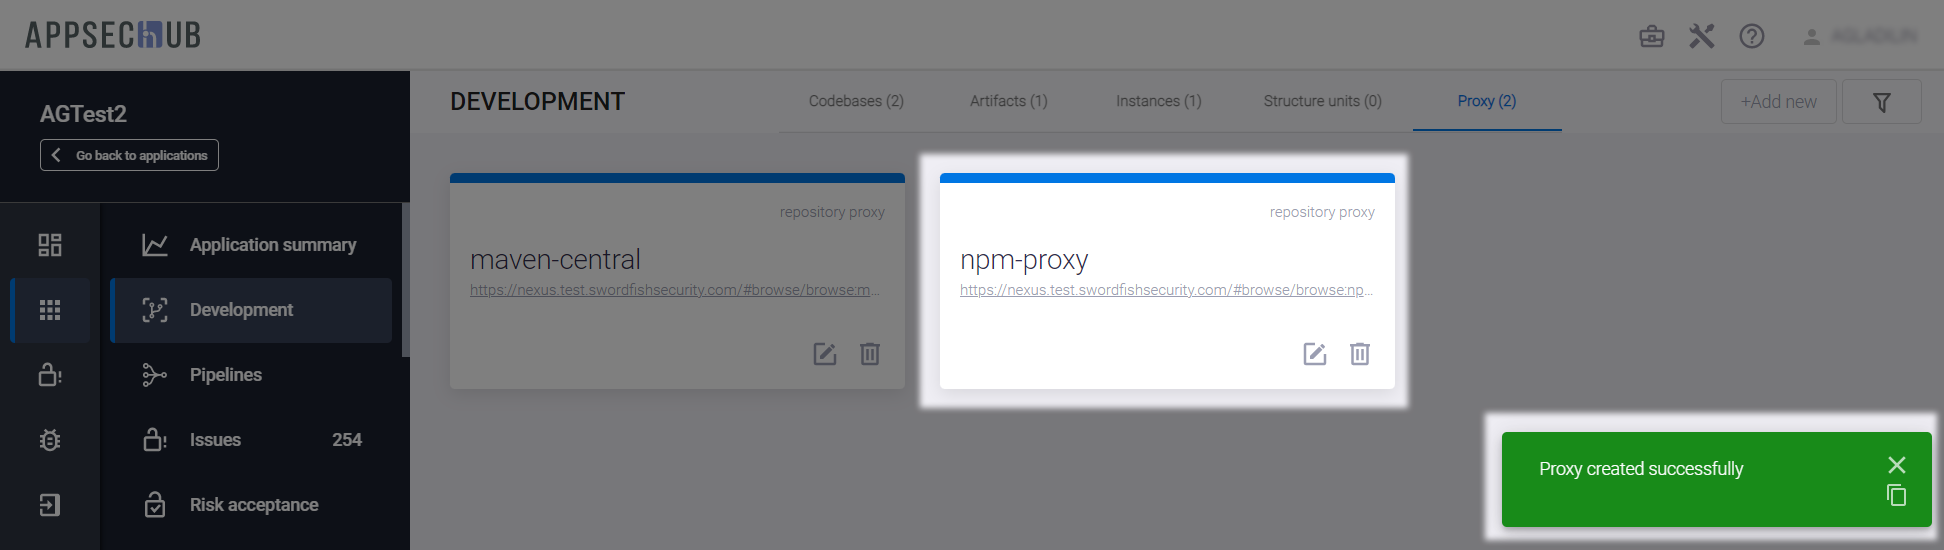 APPSECHUB
AGTest2
Go back to applications
DEVELOPMENT
Codebases (2)
Artifacts (1)
Instances (1)
Structure units (0)
Proxy (2)
+Add new
Application summary
Development
Pipelines
Issues 254
Risk acceptance
repository proxy
maven-central
https://nexus.test.swordfishsecurity.com/#browse/browse:m...
repository proxy
npm-proxy
https://nexus.test.swordfishsecurity.com/#browse/browse:np...
Proxy created successfully